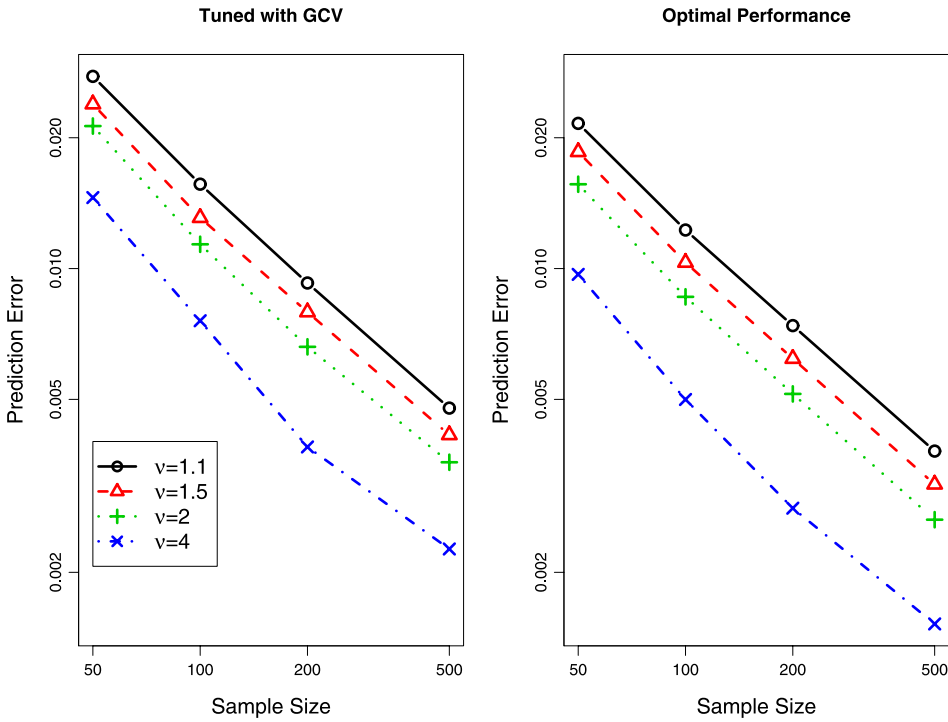 Tuned with GCV
Prediction Error
0.020
0.010
0.005
0.002
ν=1.1
ν=1.5
ν=2
ν=4
50 100 200 500
Sample Size
Optimal Performance
Prediction Error
0.020
0.010
0.005
0.002
50 100 200 500
Sample Size